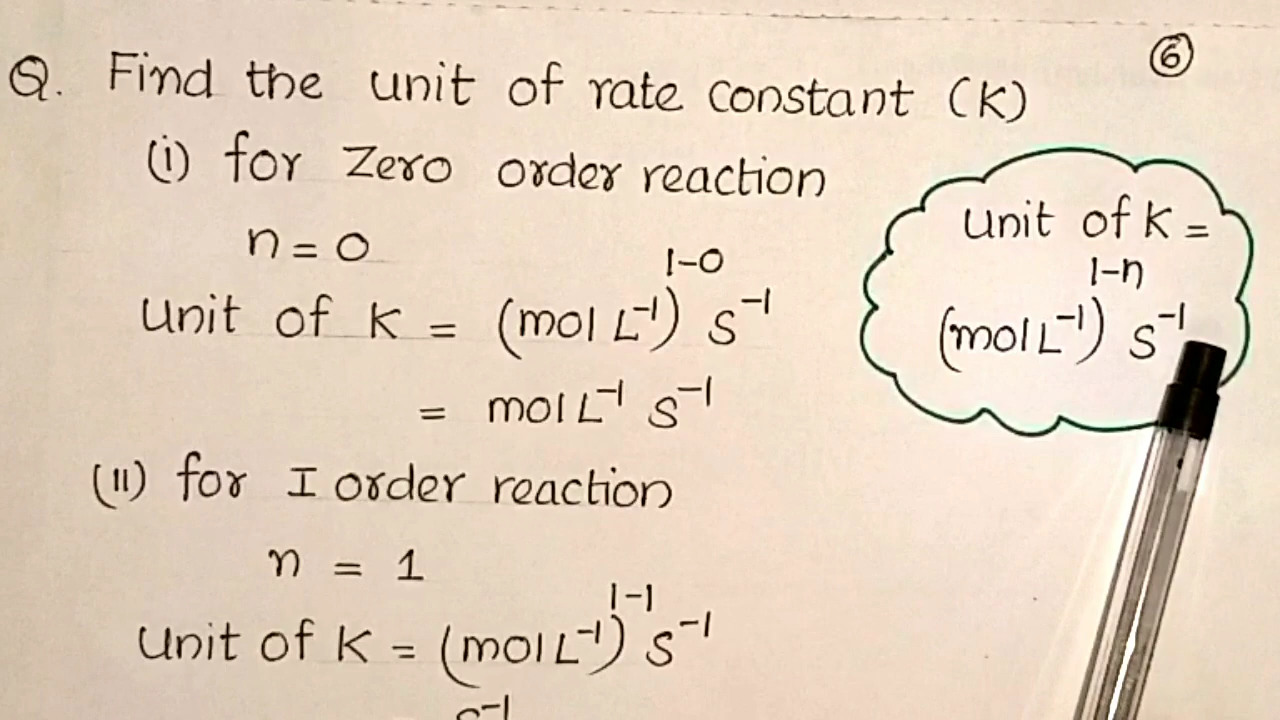 ⑥
Q. Find the unit of rate constant (K)
(i) for Zero order reaction
n = 0
Unit of K = (mol L⁻¹)¹⁻⁰ S⁻¹
= mol L⁻¹ S⁻¹
Unit of K =
(mol L⁻¹)¹⁻ⁿ S⁻¹
(II) for I order reaction
n = 1
Unit of K = (mol L⁻¹)¹⁻¹ S⁻¹
S⁻¹